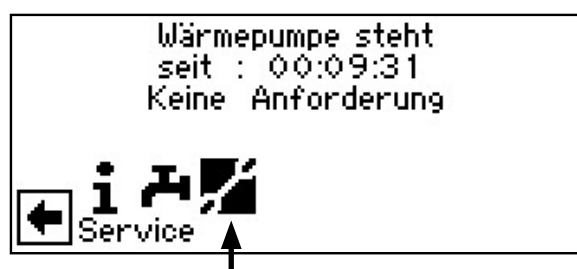 Wärmepumpe steht
seit : 00:09:31
Keine Anforderung
Service